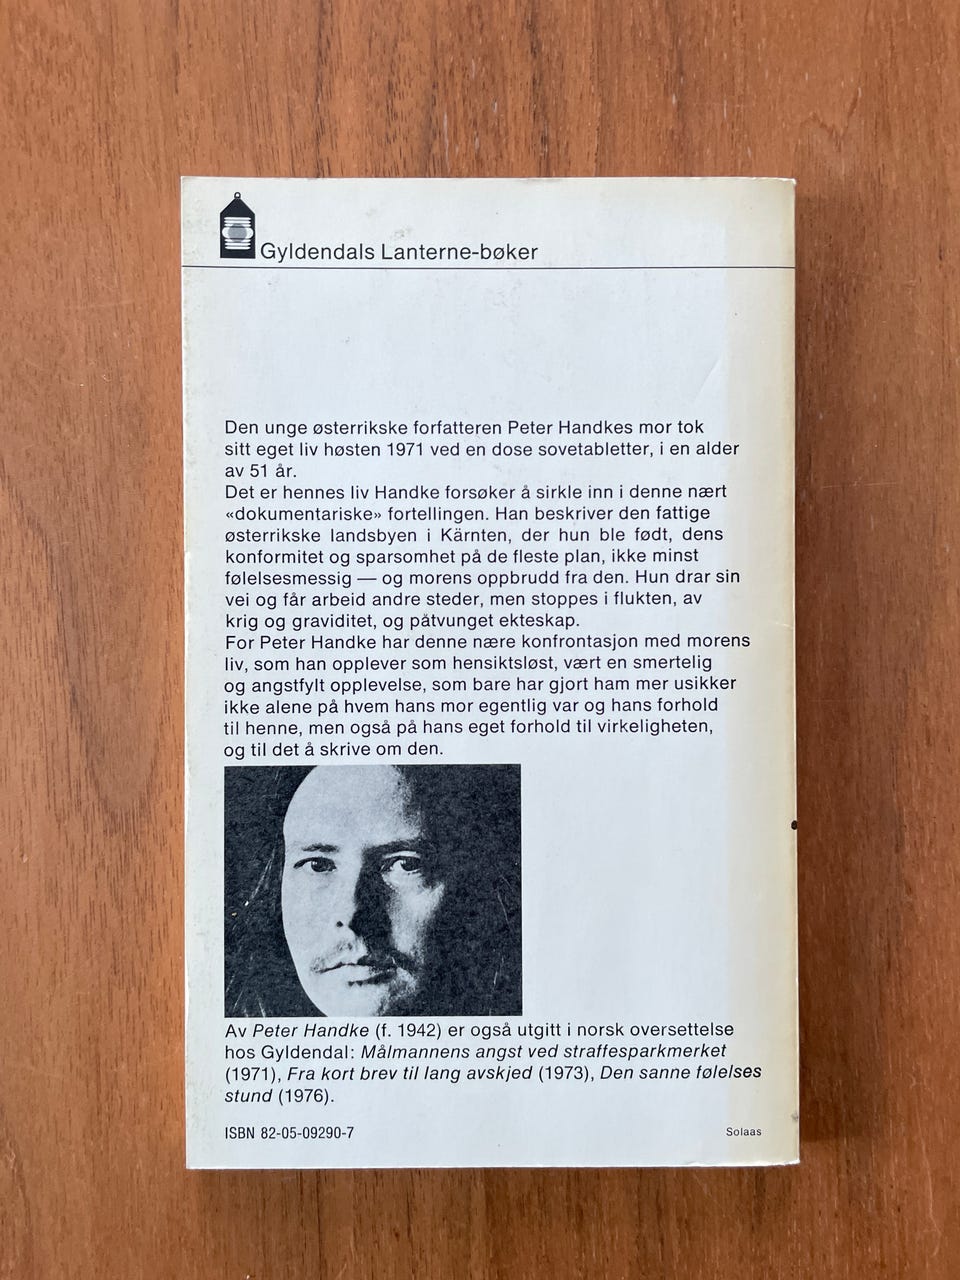 Gyldendals Lanterne-bøker
Den unge østerrikske forfatteren Peter Handkes mor tok
sitt eget liv høsten 1971 ved en dose sovetabletter, i en alder
av 51 år.
Det er hennes liv Handke forsøker å sirkle inn i denne nært
«dokumentariske» fortellingen. Han beskriver den fattige
østerrikske landsbyen i Kärnten, der hun ble født, dens
konformitet og sparsomhet på de fleste plan, ikke minst
følelsesmessig — og morens oppbrudd fra den. Hun drar sin
vei og får arbeid andre steder, men stoppes i flukten, av
krig og graviditet, og påtvunget ekteskap.
For Peter Handke har denne nære konfrontasjon med morens
liv, som han opplever som hensiktsløst, vært en smertelig
og angstfylt opplevelse, som bare har gjort ham mer usikker
ikke alene på hvem hans mor egentlig var og hans forhold
til henne, men også på hans eget forhold til virkeligheten,
og til det å skrive om den.
Av Peter Handke (f. 1942) er også utgitt i norsk oversettelse
hos Gyldendal: Målmannens angst ved straffesparkmerket
(1971), Fra kort brev til lang avskjed (1973), Den sanne følelses
stund (1976).
ISBN 82-05-09290-7
Solaas